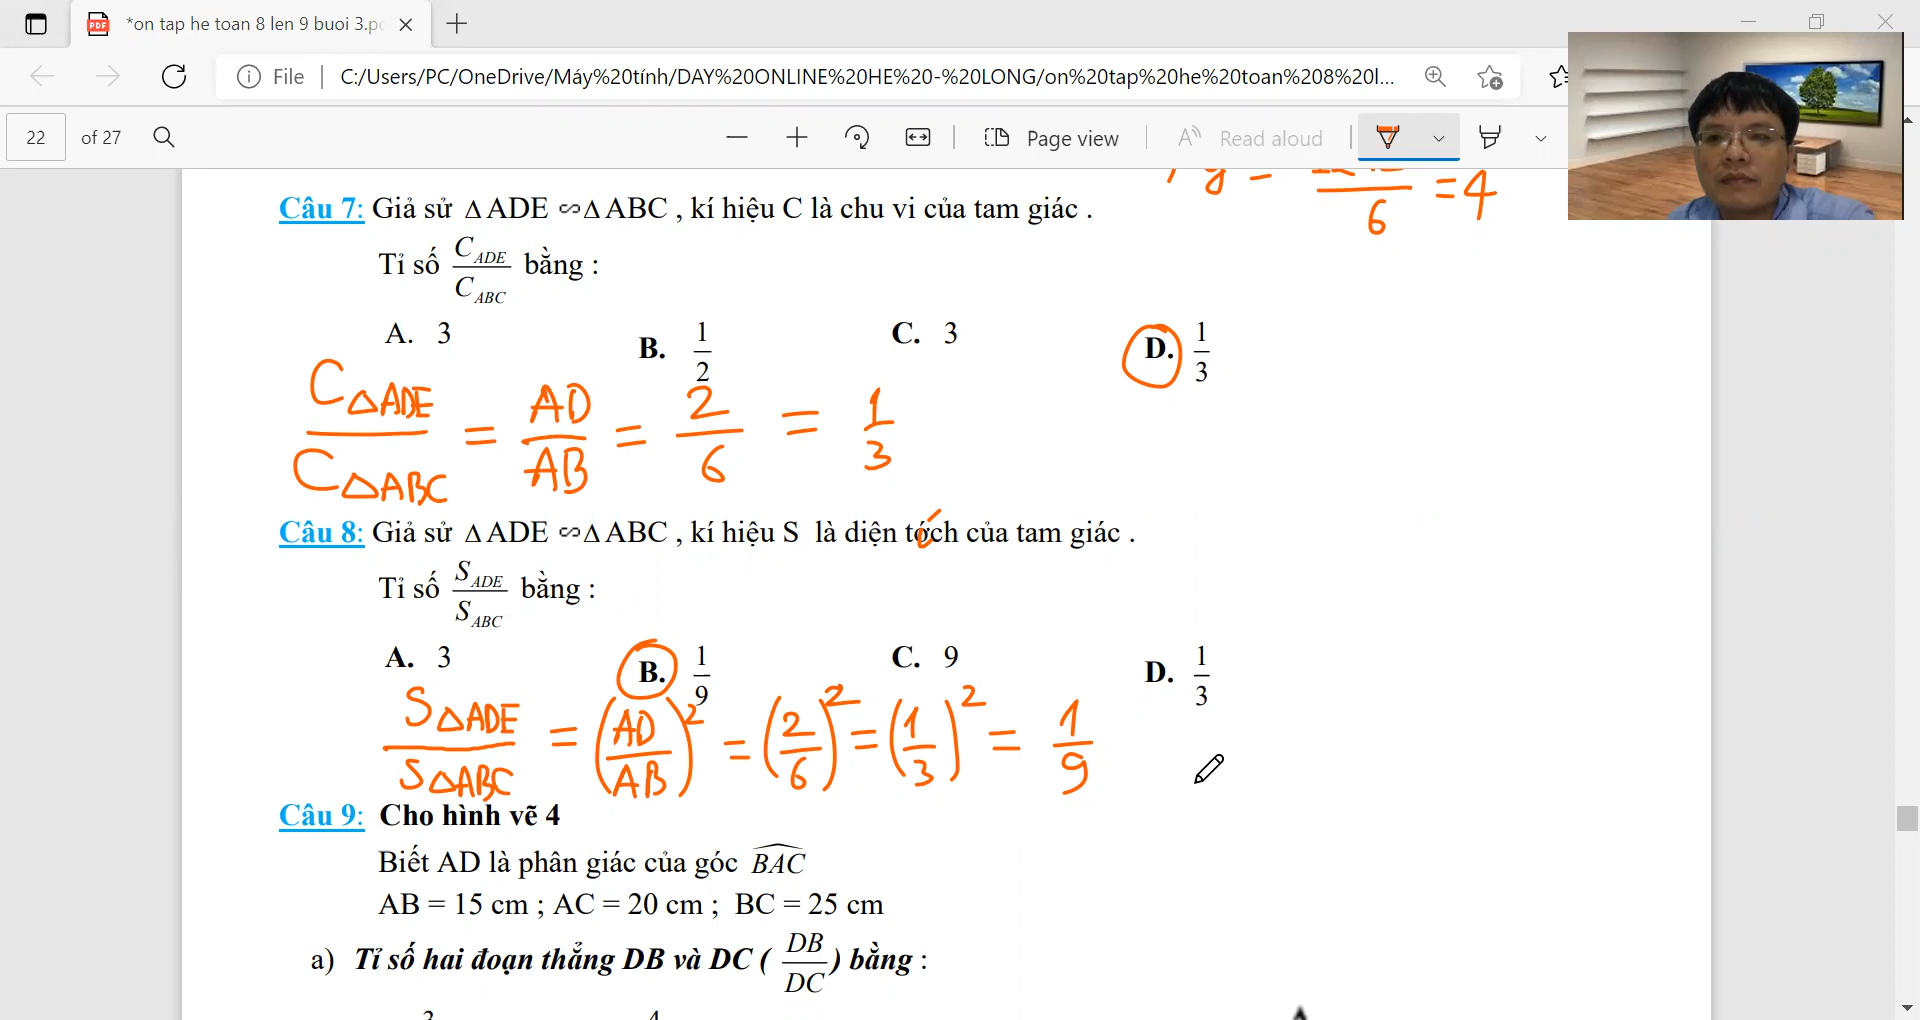 *on tap he toan 8 len 9 buoi 3.pd
File C:/Users/PC/OneDrive/Máy%20tính/DAY%20ONLINE%20HE%20-%20LONG/on%20tap%20he%20toan%208%20l...
22 of 27 Page view Read aloud
= 6 = 4
Câu 7: Giả sử ΔADE ∽ ΔABC , kí hiệu C là chu vi của tam giác .
Tỉ số C_ADE / C_ABC bằng :
A. 3 B. 1/2 C. 3 D. 1/3
C△ADE / C△ABC = AD/AB = 2/6 = 1/3
Câu 8: Giả sử ΔADE ∽ ΔABC , kí hiệu S là diện tích của tam giác .
Tỉ số S_ADE / S_ABC bằng :
A. 3 B. 1/9 C. 9 D. 1/3
S△ADE / S△ABC = (AD/AB)² = (2/6)² = (1/3)² = 1/9
Câu 9: Cho hình vẽ 4
Biết AD là phân giác của góc BAC
AB = 15 cm ; AC = 20 cm ; BC = 25 cm
a) Tỉ số hai đoạn thẳng DB và DC ( DB/DC ) bằng :